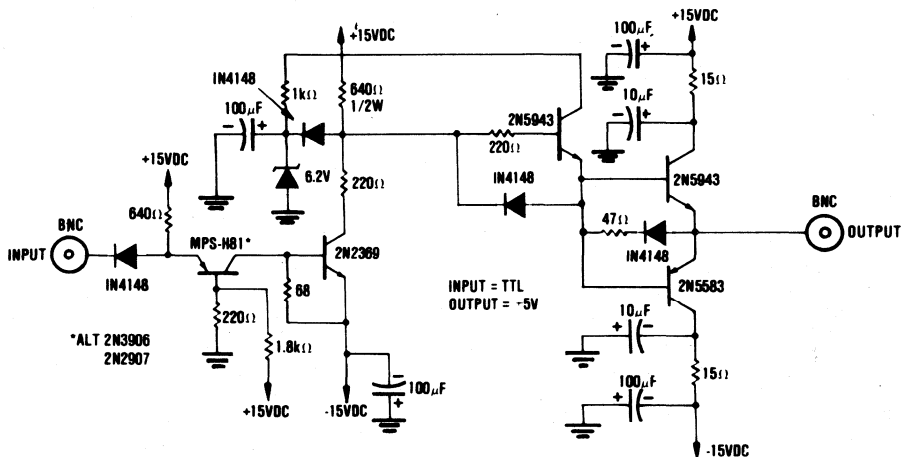 +15VDC
100µF
+15VDC
IN4148
1kΩ
640Ω
1/2W
15Ω
100µF
10µF
2N5943
220Ω
+15VDC
6.2V
220Ω
IN4148
2N5943
640Ω
BNC
MPS-H81*
47Ω
BNC
INPUT
2N2369
OUTPUT
IN4148
IN4148
68
INPUT = TTL
OUTPUT = -5V
2N5583
220Ω
10µF
*ALT 2N3906
2N2907
1.8kΩ
15Ω
100µF
100µF
+15VDC
-15VDC
-15VDC